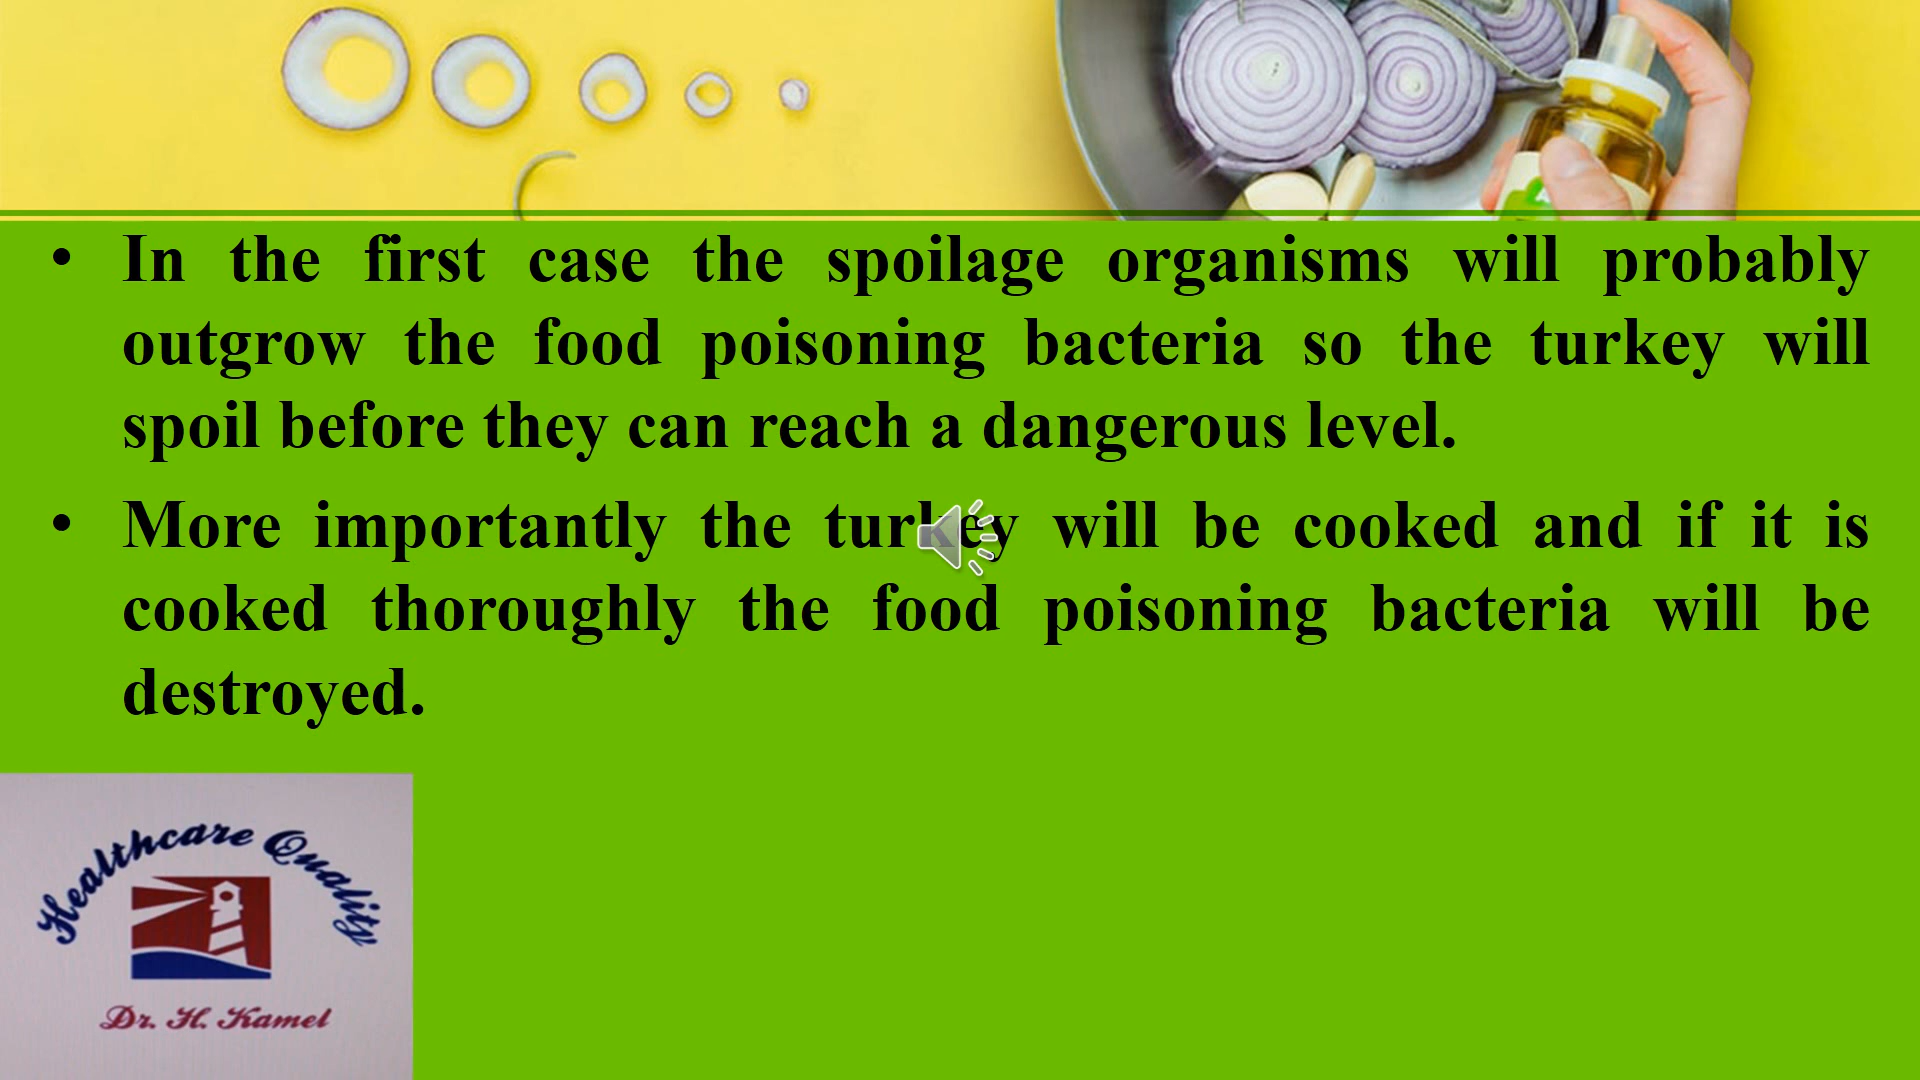 • In the first case the spoilage organisms will probably
outgrow the food poisoning bacteria so the turkey will
spoil before they can reach a dangerous level.
• More importantly the turkey will be cooked and if it is
cooked thoroughly the food poisoning bacteria will be
destroyed.
Healthcare Quality
Dr. H. Kamel